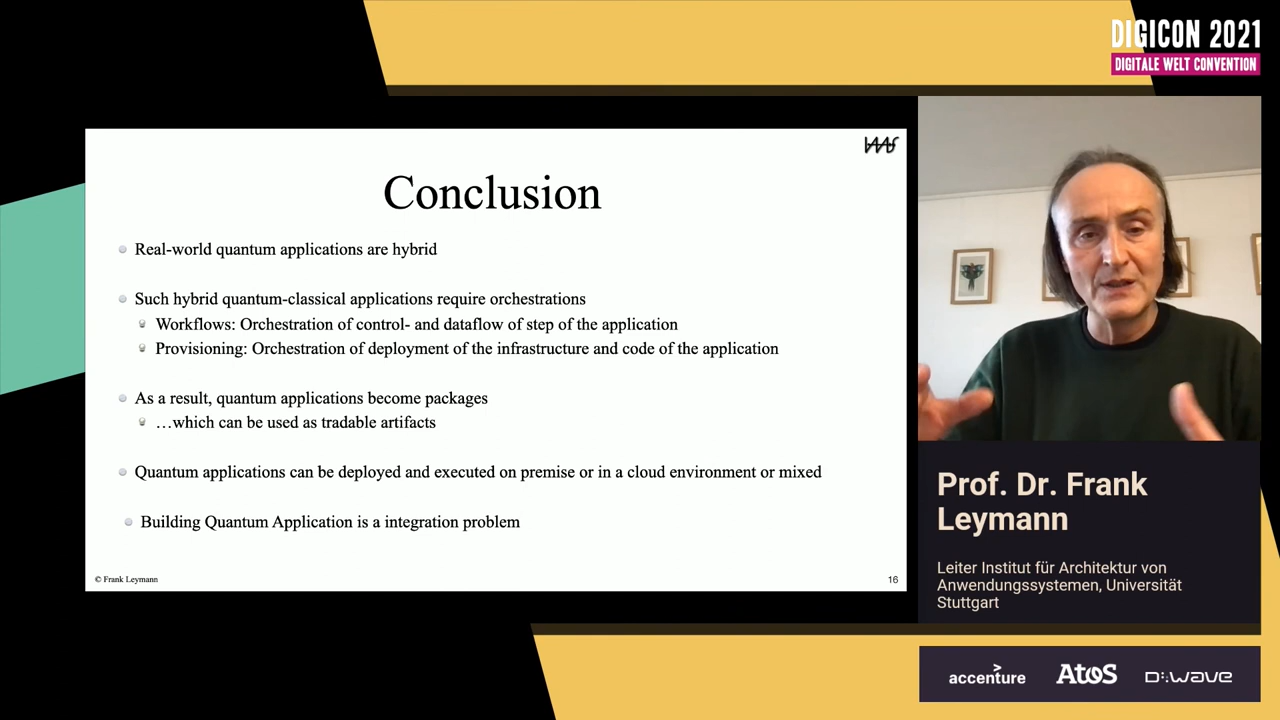 DIGICON 2021
DIGITALE WELT CONVENTION
IAAS
Conclusion
Real-world quantum applications are hybrid
Such hybrid quantum-classical applications require orchestrations
Workflows: Orchestration of control- and dataflow of step of the application
Provisioning: Orchestration of deployment of the infrastructure and code of the application
As a result, quantum applications become packages
…which can be used as tradable artifacts
Quantum applications can be deployed and executed on premise or in a cloud environment or mixed
Building Quantum Application is a integration problem
© Frank Leymann
16
Prof. Dr. Frank
Leymann
Leiter Institut für Architektur von
Anwendungssystemen, Universität
Stuttgart
accenture Atos D:wave